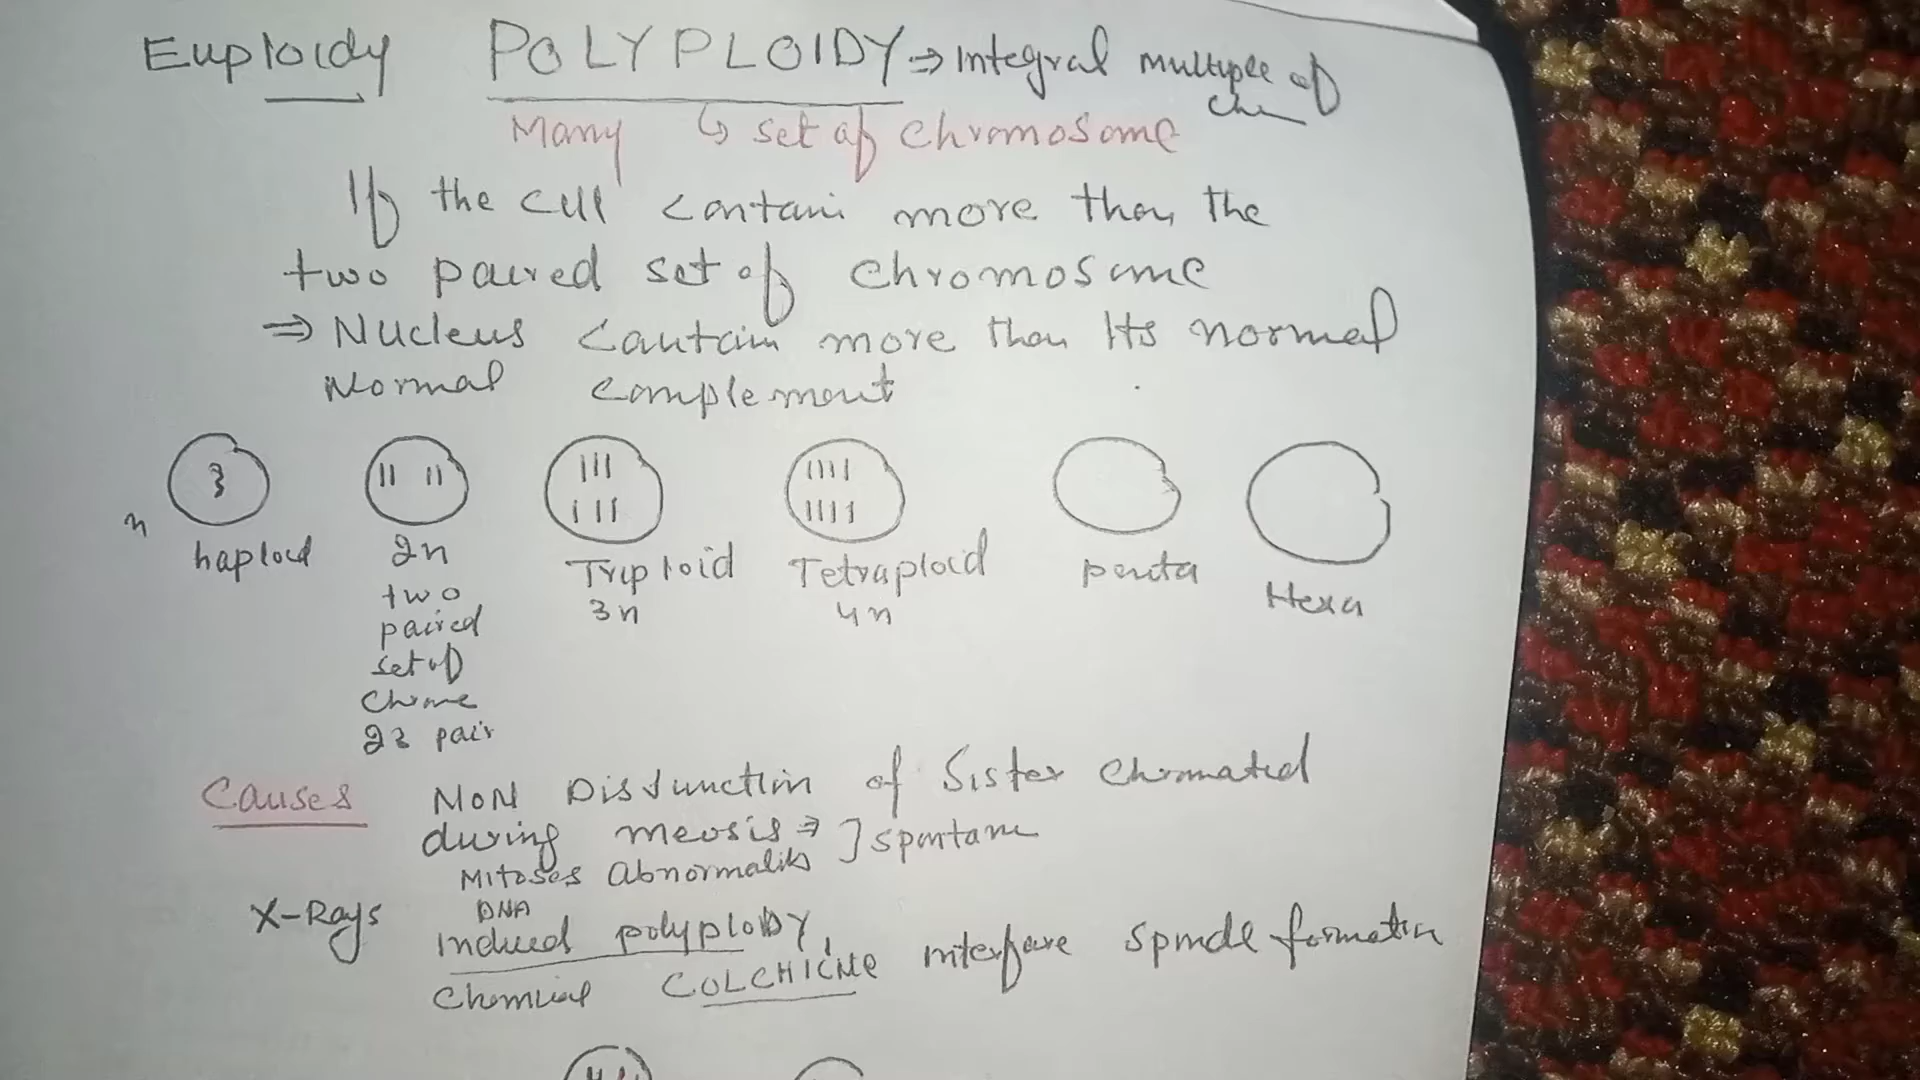 Euploidy POLYPLOIDY ⇒ Integral multiple of
Many ↳ set of chromosome
If the cell contain more than the
two paired set of chromosome
⇒ Nucleus contain more than Its normal
Normal complement
n haploid
2n
two
paired
set of
Chrome
23 pair
Triploid
3n
Tetraploid
4n
penta
Hexa
Causes NON Disjunction of Sister Chromatid
during meosis ⇒ ] spontane
Mitoses Abnormalits
X-Rays DNA
Induced polyploIDY
Chemical COLCHICINE interfare spindle formation